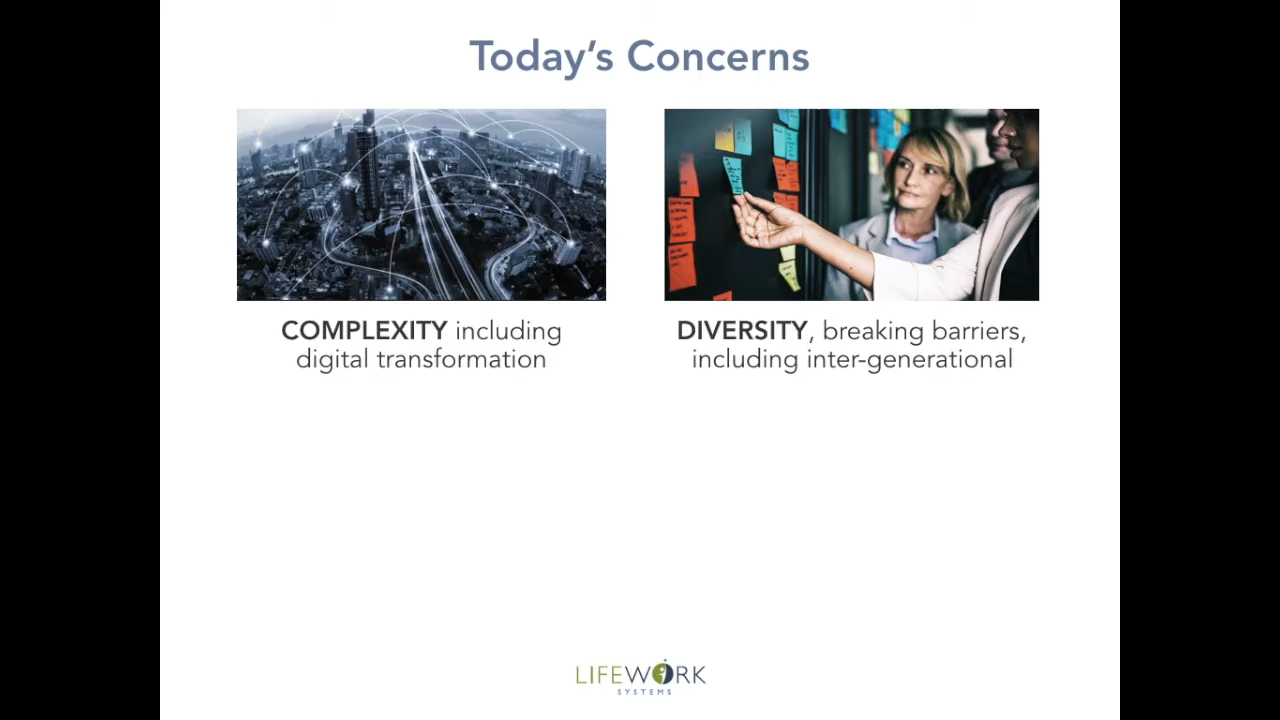 Today's Concerns
COMPLEXITY including
digital transformation
DIVERSITY, breaking barriers,
including inter-generational
LIFEWORK
SYSTEMS